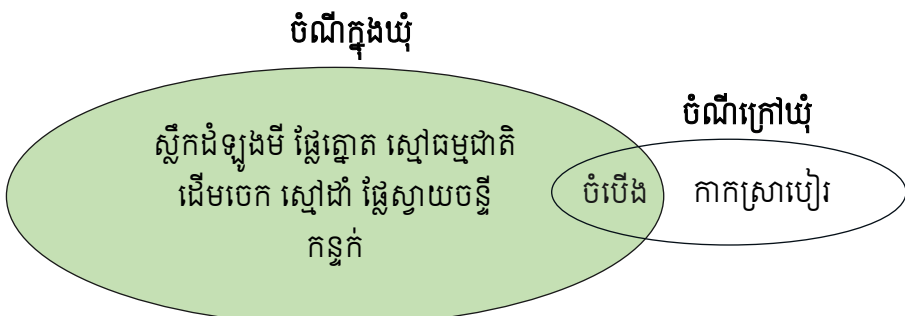 ចំណីក្នុងឃុំ
ចំណីក្រៅឃុំ
ស្លឹកដំឡូងមី ផ្លែត្នោត ស្មៅធម្មជាតិ
ដើមចេក ស្មៅដាំ ផ្លែស្វាយចន្ទី
កន្ទក់
ចំបើង
កាកស្រាបៀរ